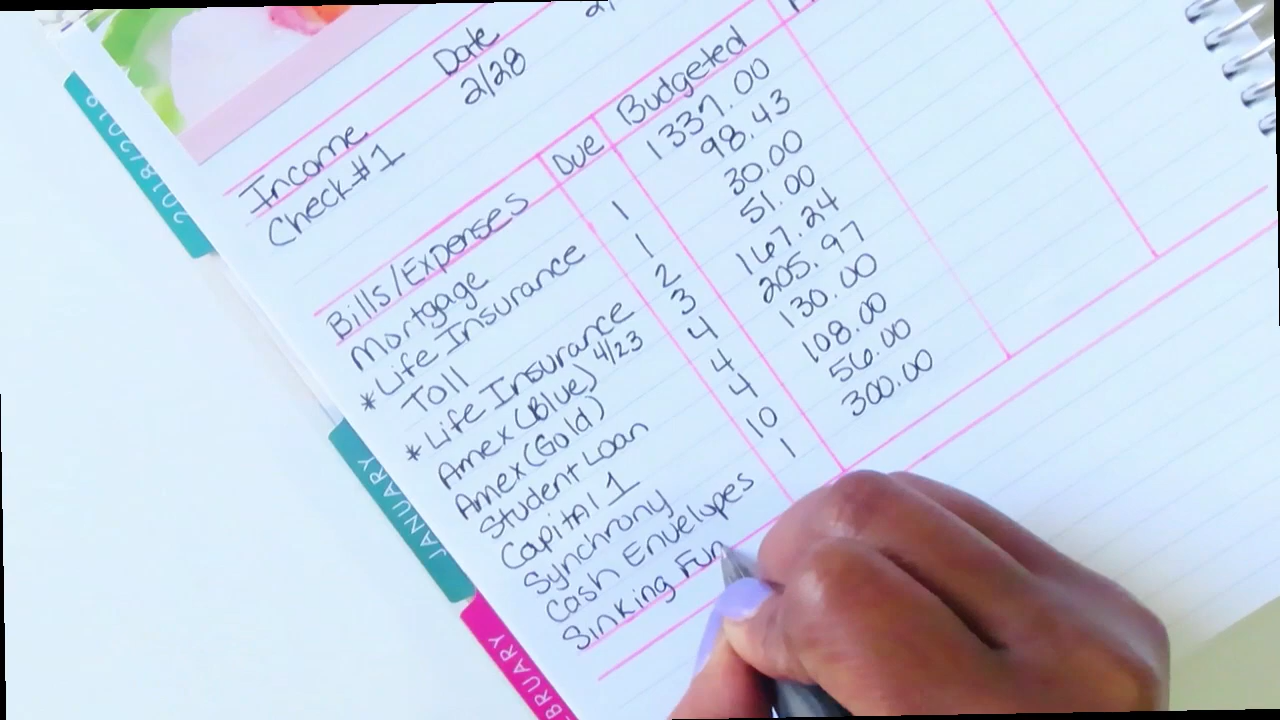 Date
2/28
Income
Check #1
Bills/Expenses Due Budgeted
Mortgage 1337.00
*Life Insurance 1 98.43
Toll 1 30.00
*Life Insurance 2 51.00
Amex (Blue) 4/23 3 167.24
Amex (Gold) 4 205.97
Student Loan 4 130.00
Capital 1 4 108.00
Synchrony 10 56.00
Cash Envelopes 1 300.00
Sinking Fun
2018/2019
JANUARY
EBRUARY